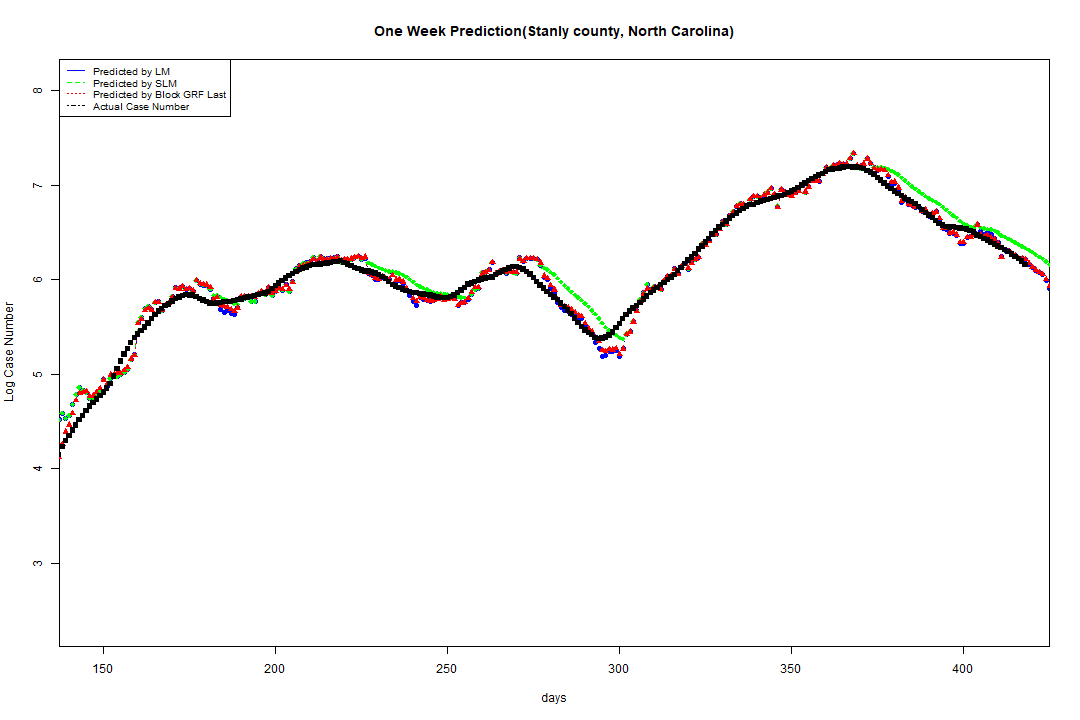 One Week Prediction(Stanly county, North Carolina)
Predicted by LM
Predicted by SLM
Predicted by Block GRF Last
Actual Case Number
8
7
6
5
4
3
Log Case Number
150 200 250 300 350 400
days